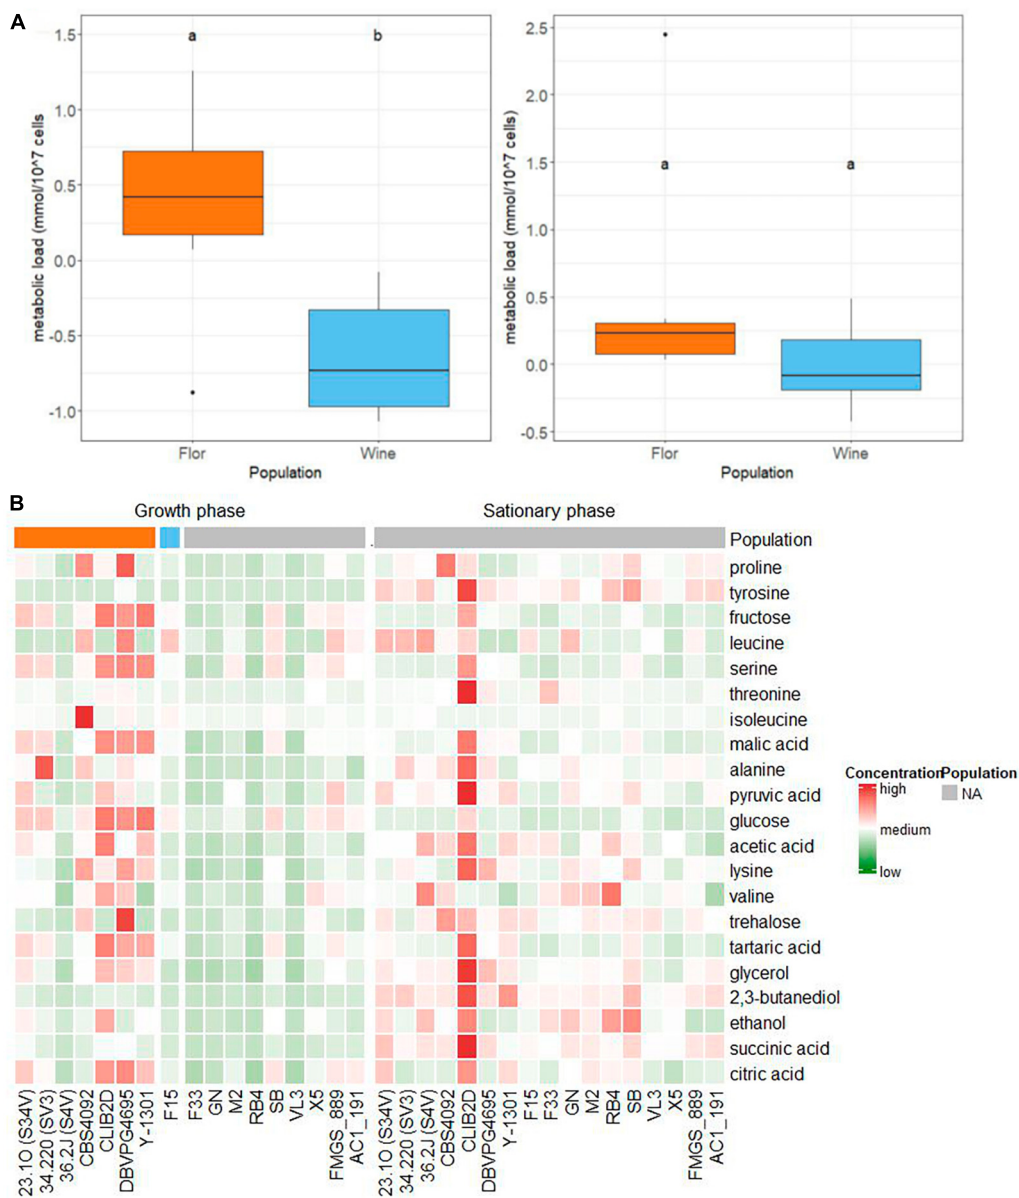 A
a
b
1.5
1.0
0.5
0.0
-0.5
-1.0
metabolic load (mmol/10^7 cells)
Flor
Wine
Population
a
a
2.5
2.0
1.5
1.0
0.5
0.0
-0.5
metabolic load (mmol/10^7 cells)
Flor
Wine
Population
B
Growth phase
Sationary phase
Population
proline
tyrosine
fructose
leucine
serine
threonine
isoleucine
malic acid
alanine
pyruvic acid
glucose
acetic acid
lysine
valine
trehalose
tartaric acid
glycerol
2,3-butanediol
ethanol
succinic acid
citric acid
Concentration
high
medium
low
Population
NA
23.1O (S34V)
34.220 (SV3)
36.2J (S4V)
CBS4092
CLIB2D
DBVPG4695
Y-1301
F15
F33
GN
M2
RB4
SB
VL3
X5
FMGS_889
AC1_191
23.1O (S34V)
34.220 (SV3)
36.2J (S4V)
CBS4092
CLIB2D
DBVPG4695
Y-1301
F15
F33
GN
M2
RB4
SB
VL3
X5
FMGS_889
AC1_191